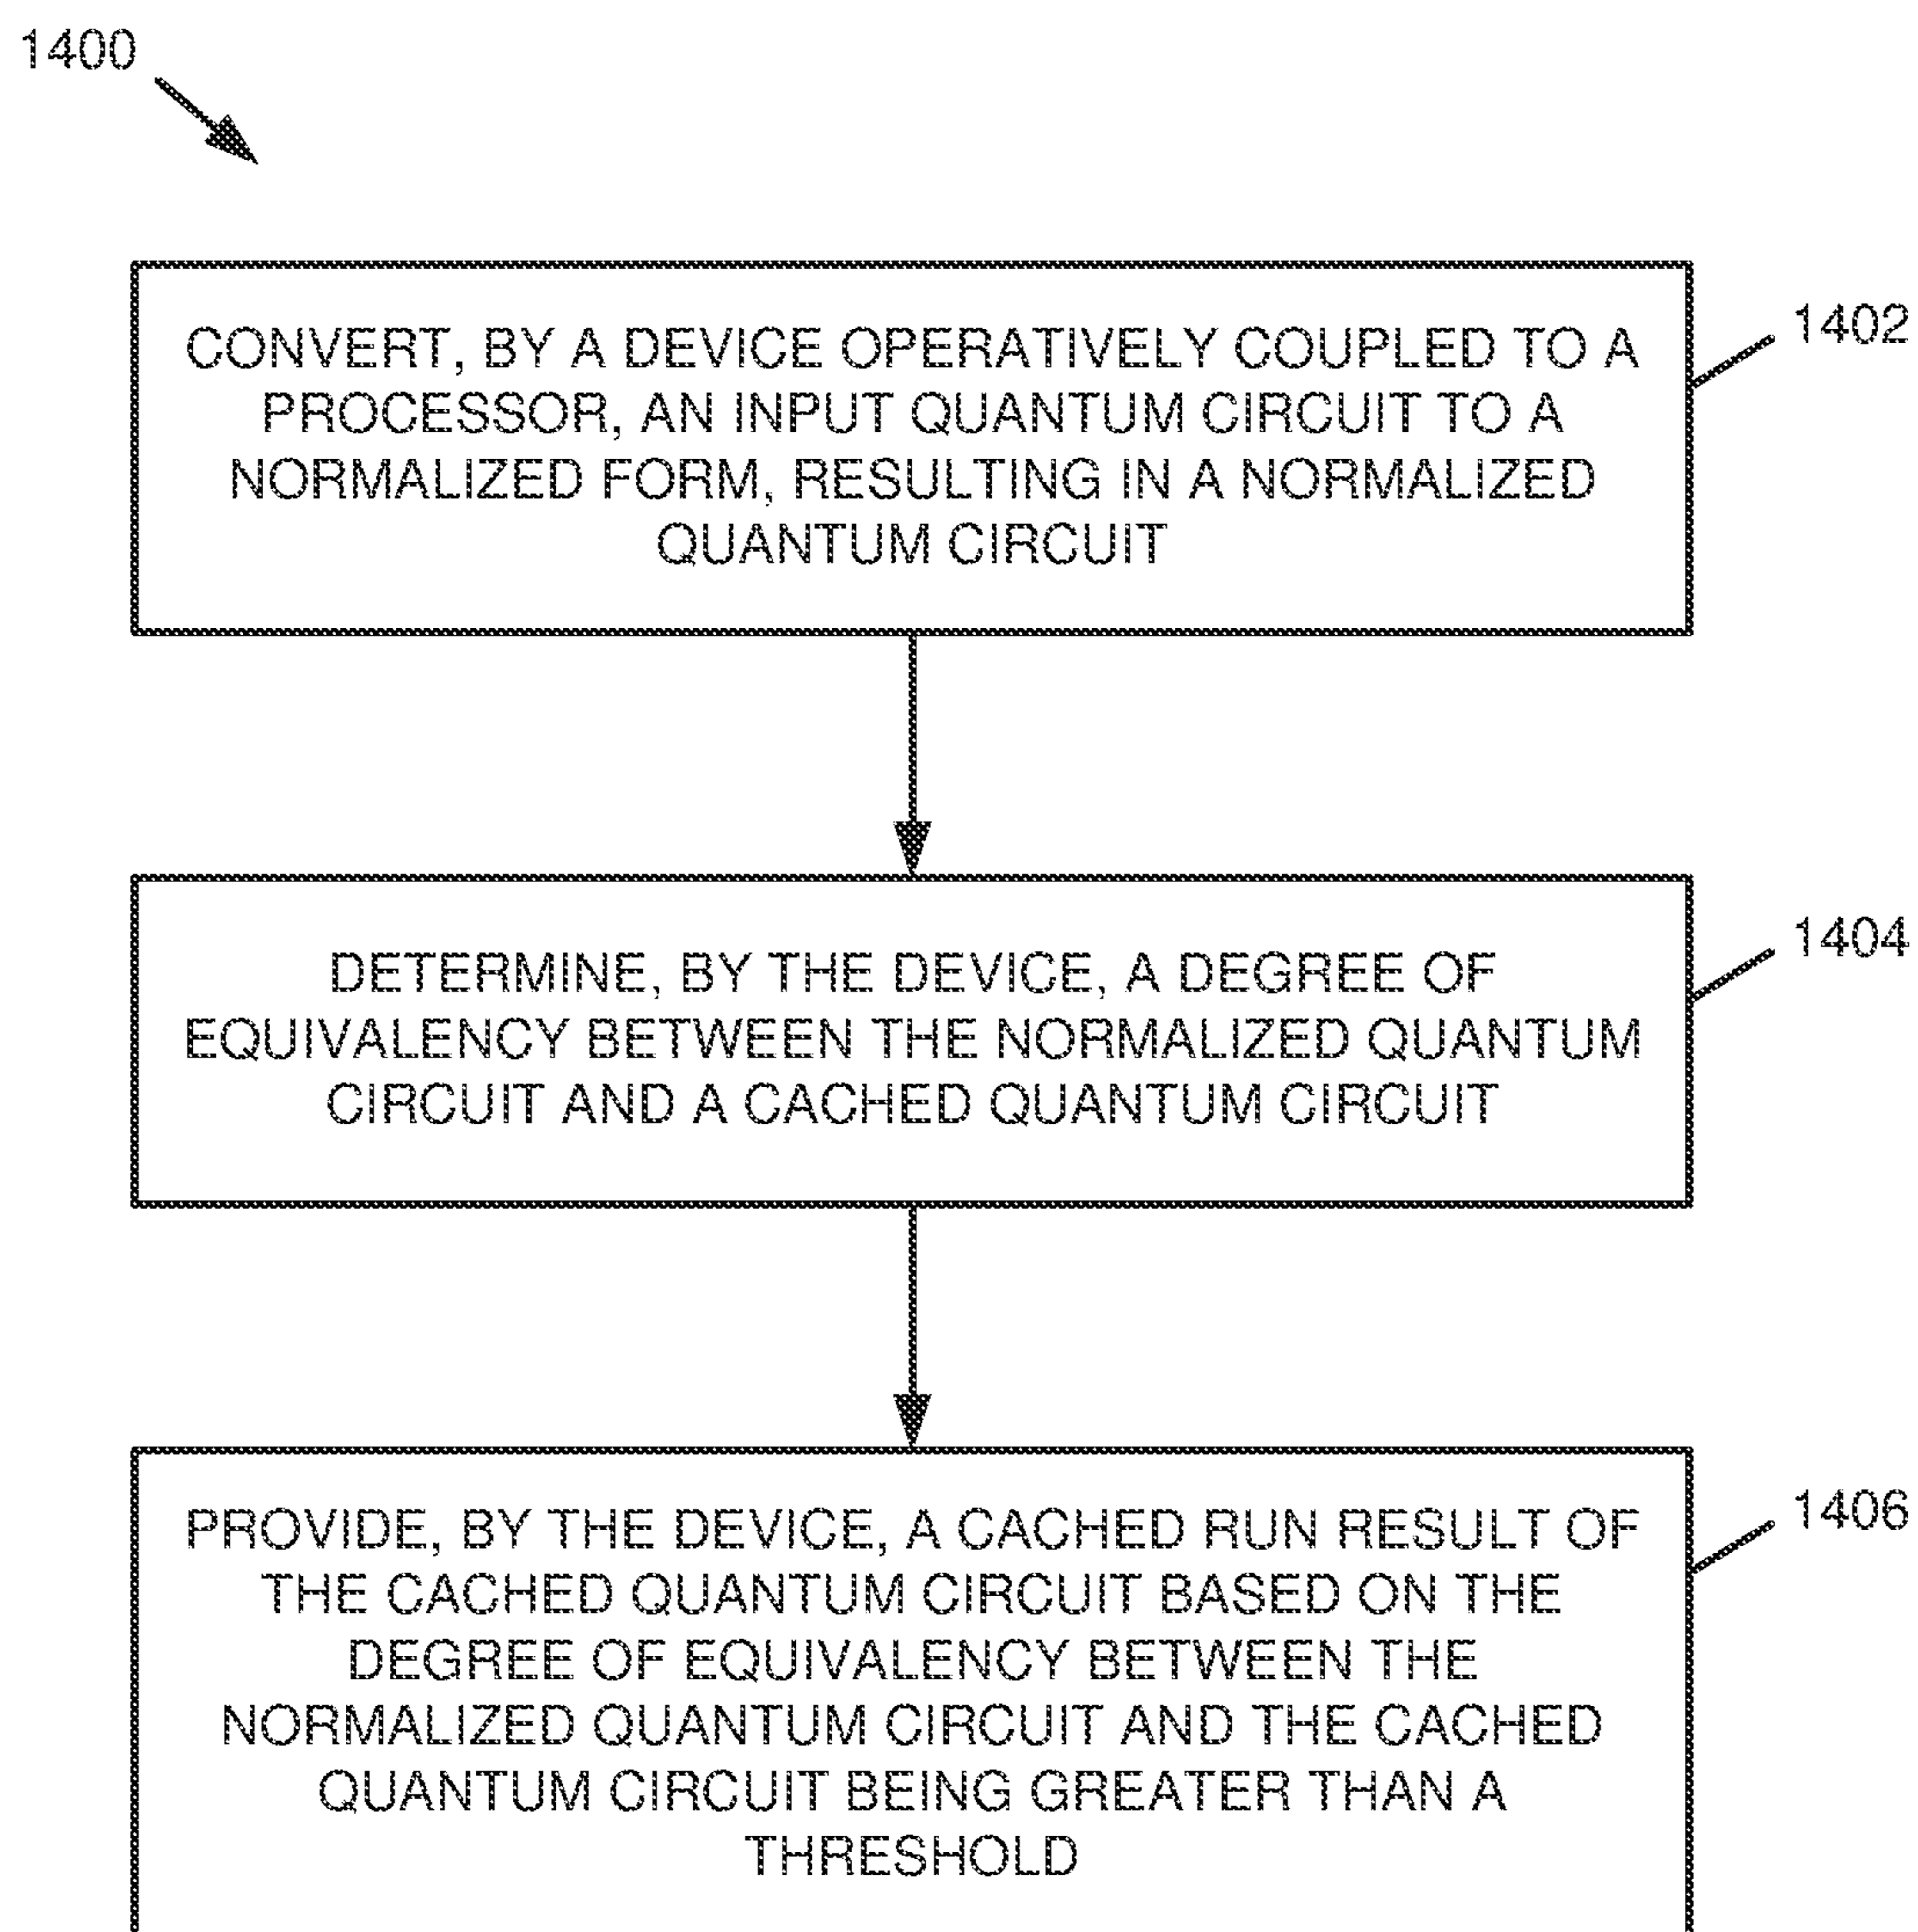 1400
CONVERT, BY A DEVICE OPERATIVELY COUPLED TO A
PROCESSOR, AN INPUT QUANTUM CIRCUIT TO A
NORMALIZED FORM, RESULTING IN A NORMALIZED
QUANTUM CIRCUIT
1402
DETERMINE, BY THE DEVICE, A DEGREE OF
EQUIVALENCY BETWEEN THE NORMALIZED QUANTUM
CIRCUIT AND A CACHED QUANTUM CIRCUIT
1404
PROVIDE, BY THE DEVICE, A CACHED RUN RESULT OF
THE CACHED QUANTUM CIRCUIT BASED ON THE
DEGREE OF EQUIVALENCY BETWEEN THE
NORMALIZED QUANTUM CIRCUIT AND THE CACHED
QUANTUM CIRCUIT BEING GREATER THAN A
THRESHOLD
1406